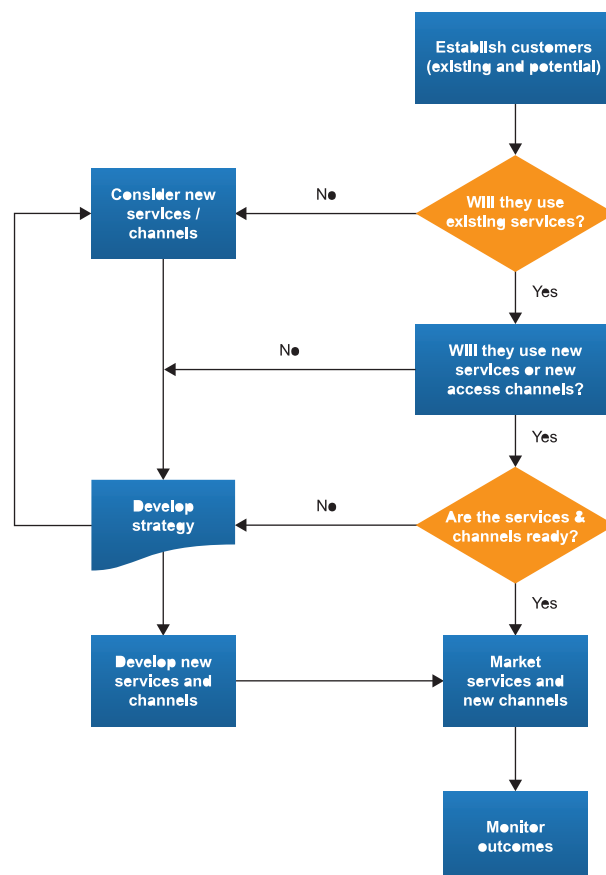 Establish customers
(existing and potential)
Consider new
services /
channels
No
Will they use
existing services?
Yes
No
Will they use new
services or new
access channels?
Yes
Develop
strategy
No
Are the services &
channels ready?
Yes
Develop new
services and
channels
Market
services and
new channels
Monitor
outcomes